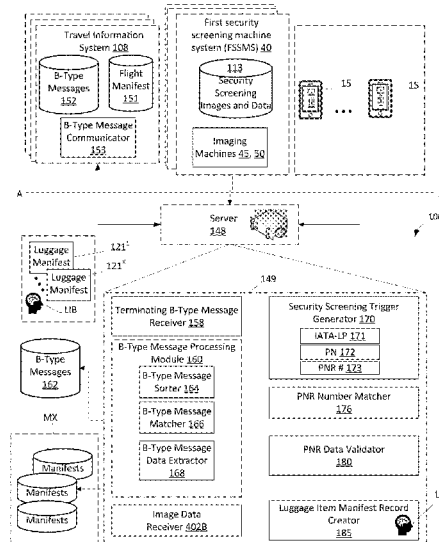 Travel Information
System 108
B-Type
Messages
152
Flight
Manifest
151
B-Type Message
Communicator
153
First security
screening machine
system (FSSMS) 40
113
Security
Screening
Images and Data
Imaging
Machines 45, 50
15
15
A
Server
148
Luggage
Manifest
121
Luggage
Manifest
121
LIB
149
B-Type
Messages
162
MX
Manifests
Manifests
Manifests
Terminating B-Type Message
Receiver 158
B-Type Message Processing
Module 160
B-Type Message
Sorter 164
B-Type Message
Matcher 166
B-Type Message
Data Extractor
168
Image Data
Receiver 402B
Security Screening Trigger
Generator 170
IATA-LP 171
PN 172
PNR # 173
PNR Number Matcher
176
PNR Data Validator
180
Luggage Item Manifest Record
Creator
185